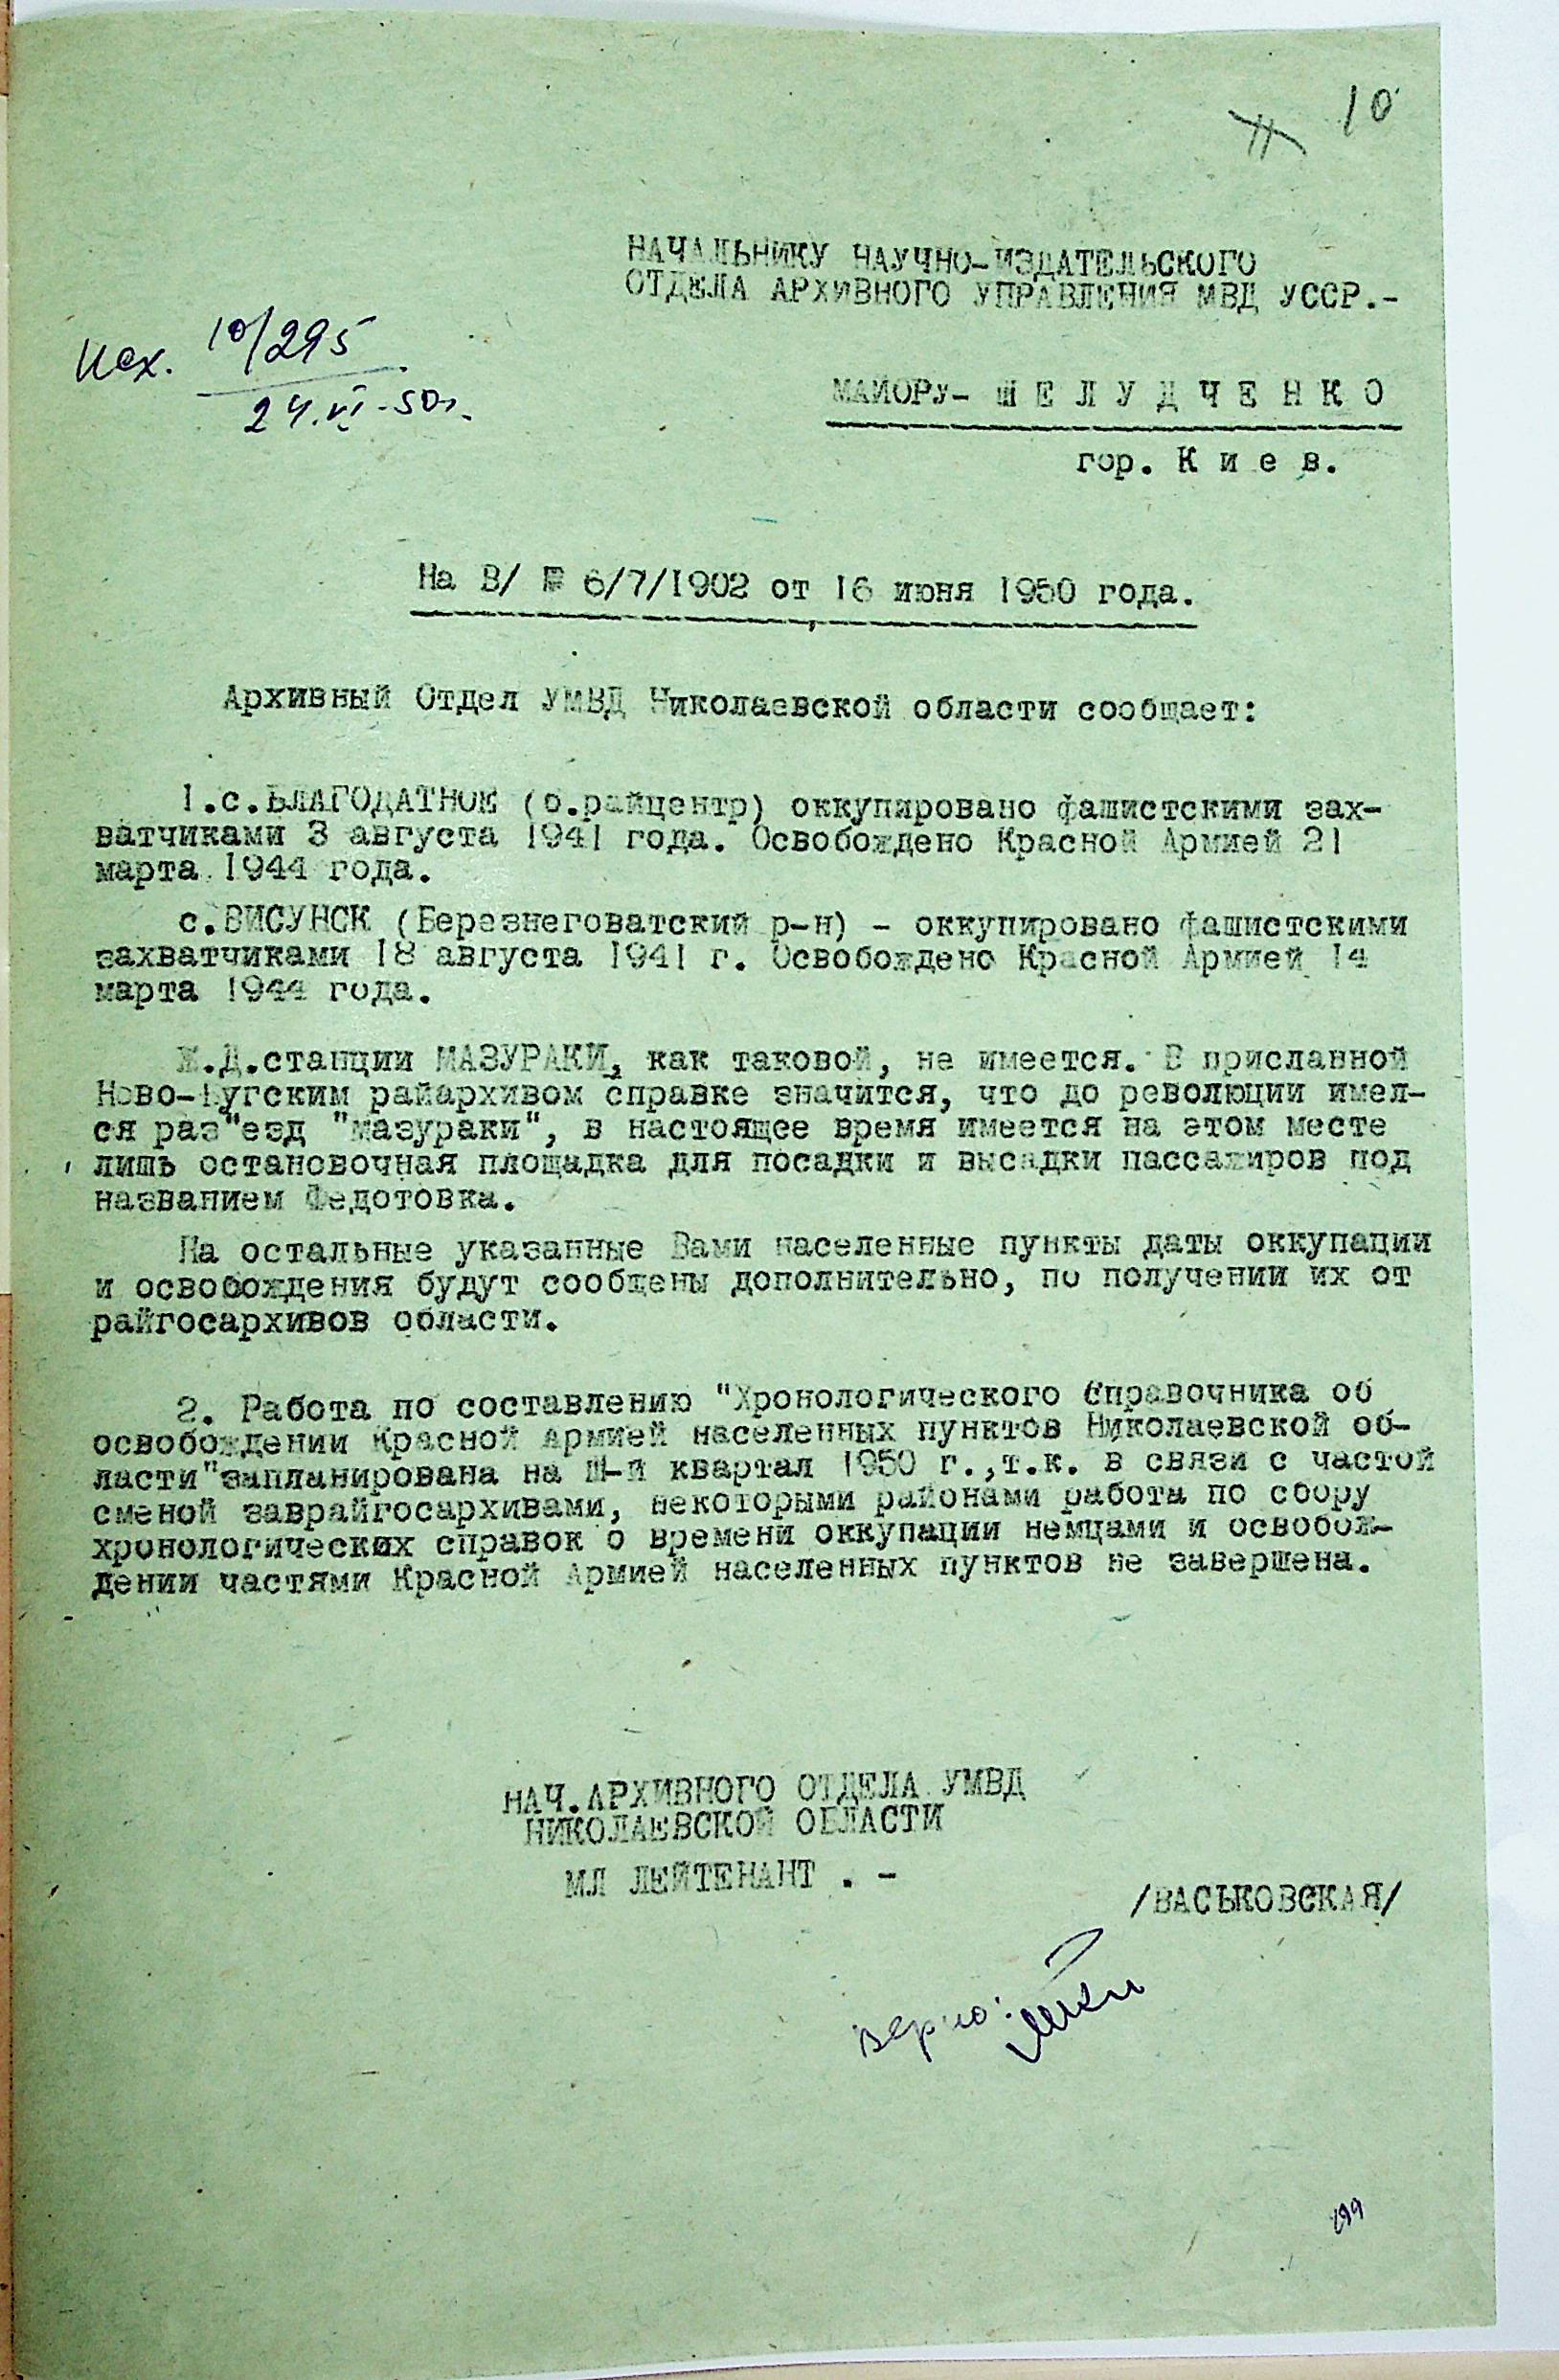 10
НАЧАЛЬНИКУ НАУЧНО-ИЗДАТЕЛЬСКОГО
ОТДЕЛА АРХИВНОГО УПРАВЛЕНИЯ МВД УССР.-
Исх. 10/295
24.VI-50г.
МАЙОРУ- ШЕЛУДЧЕНКО
гор. Киев.
На В/ № 6/7/1902 от 16 июня 1950 года.
Архивный Отдел УМВД Николаевской области сообщает:
1.с.БЛАГОДАТНОЕ (б.райцентр) оккупировано фашистскими зах-
ватчиками 3 августа 1941 года. Освобождено Красной Армией 21
марта 1944 года.
с.ВИСУНСК (Березнеговатский р-н) - оккупировано фашистскими
захватчиками 18 августа 1941 г. Освобождено Красной Армией 14
марта 1944 года.
Ж.Д.станции МАЗУРАКИ, как таковой, не имеется. В присланной
Ново-Бугским райархивом справке значится, что до революции имел-
ся раз"езд "мазураки", в настоящее время имеется на этом месте
лишь остановочная площадка для посадки и высадки пассажиров под
названием Федотовка.
На остальные указанные Вами населенные пункты даты оккупации
и освобождения будут сообщены дополнительно, по получении их от
райгосархивов области.
2. Работа по составлению "Хронологического Справочника об
освобождении Красной Армией населенных пунктов Николаевской об-
ласти"запланирована на Ш-й квартал 1950 г.,т.к. в связи с частой
сменой заврайгосархивами, некоторыми районами работа по сбору
хронологических справок о времени оккупации немцами и освобож-
дении частями Красной Армией населенных пунктов не завершена.
НАЧ.АРХИВНОГО ОТДЕЛА УМВД
НИКОЛАЕВСКОЙ ОБЛАСТИ
МЛ ЛЕЙТЕНАНТ . -
/ВАСЬКОВСКАЯ/
верно: